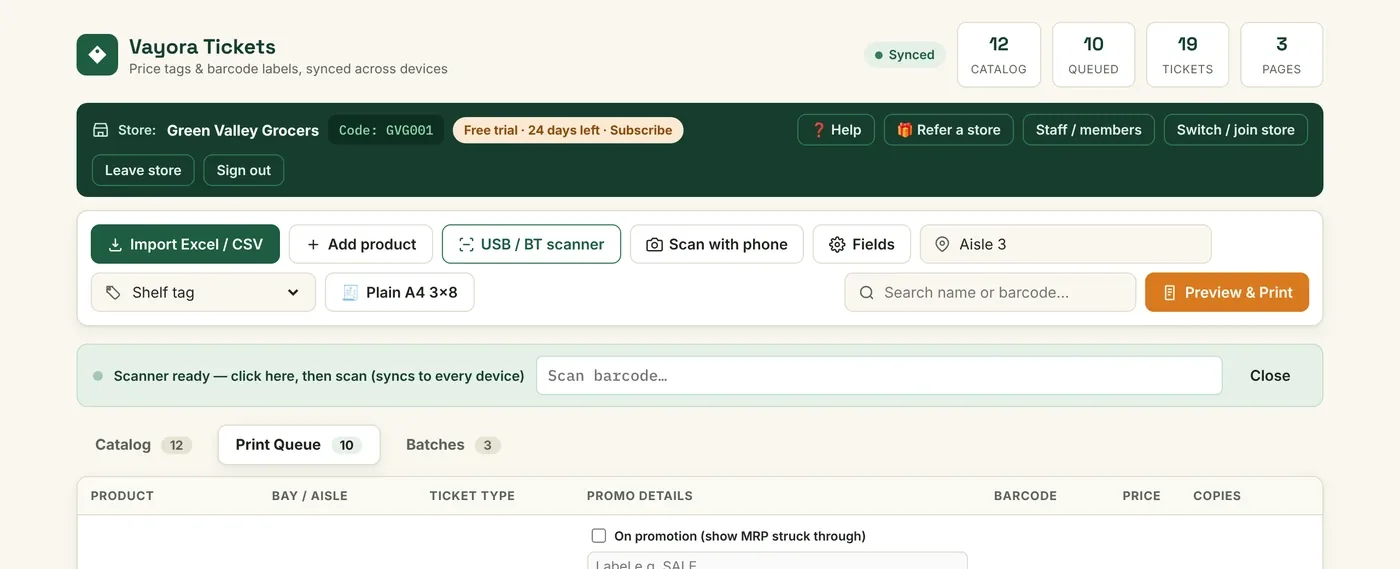 Vayora Tickets
Price tags & barcode labels, synced across devices
Synced
12
CATALOG
10
QUEUED
19
TICKETS
3
PAGES
Store: Green Valley Grocers Code: GVG001 Free trial · 24 days left · Subscribe
❓ Help 🎁 Refer a store Staff / members Switch / join store
Leave store Sign out
Import Excel / CSV + Add product USB / BT scanner Scan with phone Fields Aisle 3
Shelf tag 🧾 Plain A4 3×8 Search name or barcode... Preview & Print
Scanner ready — click here, then scan (syncs to every device) Scan barcode… Close
Catalog 12 Print Queue 10 Batches 3
PRODUCT BAY / AISLE TICKET TYPE PROMO DETAILS BARCODE PRICE COPIES
On promotion (show MRP struck through)
Label e.g. SALE